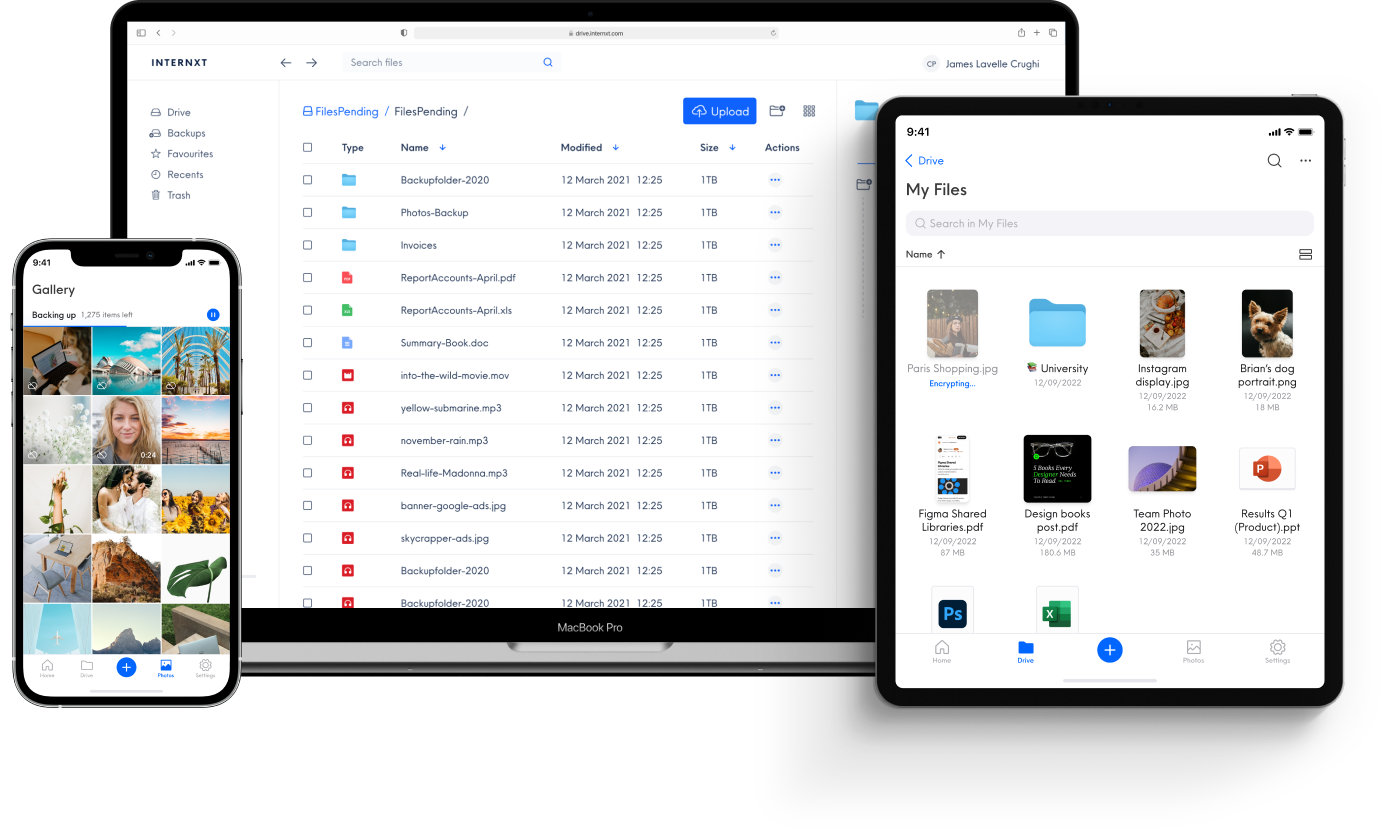 drive.internxt.com
INTERNXT
Search files
CP James Lavelle Crughi
Drive
Backups
Favourites
Recents
Trash
FilesPending / FilesPending /
Upload
Type Name Modified Size Actions
Backupfolder-2020 12 March 2021 12:25 1TB
Photos-Backup 12 March 2021 12:25 1TB
Invoices 12 March 2021 12:25 1TB
ReportAccounts-April.pdf 12 March 2021 12:25 1TB
ReportAccounts-April.xls 12 March 2021 12:25 1TB
Summary-Book.doc 12 March 2021 12:25 1TB
into-the-wild-movie.mov 12 March 2021 12:25 1TB
yellow-submarine.mp3 12 March 2021 12:25 1TB
november-rain.mp3 12 March 2021 12:25 1TB
Real-life-Madonna.mp3 12 March 2021 12:25 1TB
banner-google-ads.jpg 12 March 2021 12:25 1TB
skycrapper-ads.jpg 12 March 2021 12:25 1TB
Backupfolder-2020 12 March 2021 12:25 1TB
Backupfolder-2020 12 March 2021 12:25 1TB
MacBook Pro
9:41
Gallery
Backing up 1,275 items left
0:24
Home Drive Photos Settings
9:41
Drive
My Files
Search in My Files
Name
Paris Shopping.jpg
Encrypting...
University
12/09/2022
Instagram
display.jpg
12/09/2022
16.2 MB
Brian's dog
portrait.png
12/09/2022
18 MB
Figma Shared
Libraries.pdf
12/09/2022
87 MB
5 Books Every
Designer Needs
To Read
Design books
post.pdf
12/09/2022
180.6 MB
Team Photo
2022.jpg
12/09/2022
35 MB
P
Results Q1
(Product).ppt
12/09/2022
48.7 MB
Ps
X
Home Drive Photos Settings